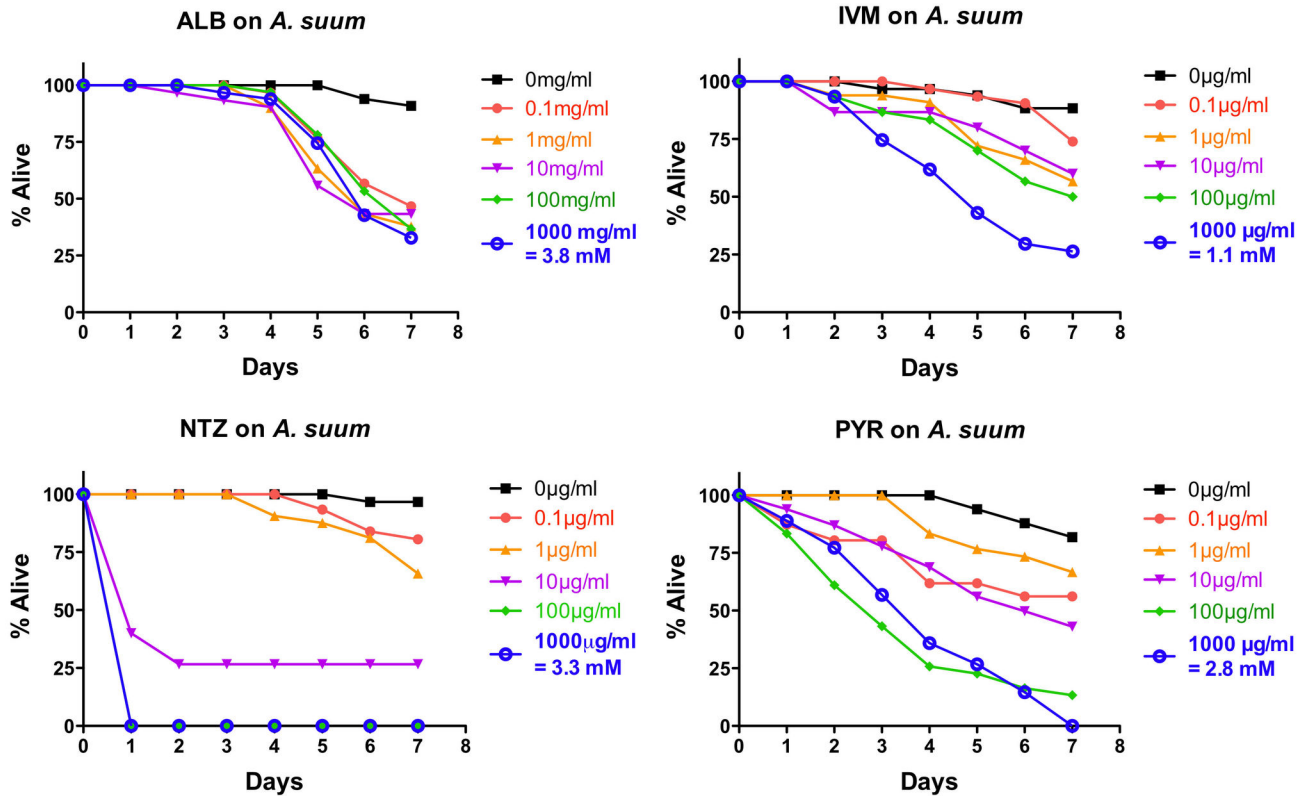 ALB on A. suum
% Alive
100
75
50
25
0
0 1 2 3 4 5 6 7 8
Days
0mg/ml
0.1mg/ml
1mg/ml
10mg/ml
100mg/ml
1000 mg/ml
= 3.8 mM
IVM on A. suum
% Alive
100
75
50
25
0
0 1 2 3 4 5 6 7 8
Days
0µg/ml
0.1µg/ml
1µg/ml
10µg/ml
100µg/ml
1000 µg/ml
= 1.1 mM
NTZ on A. suum
% Alive
100
75
50
25
0
0 1 2 3 4 5 6 7 8
Days
0µg/ml
0.1µg/ml
1µg/ml
10µg/ml
100µg/ml
1000µg/ml
= 3.3 mM
PYR on A. suum
% Alive
100
75
50
25
0
0 1 2 3 4 5 6 7 8
Days
0µg/ml
0.1µg/ml
1µg/ml
10µg/ml
100µg/ml
1000 µg/ml
= 2.8 mM